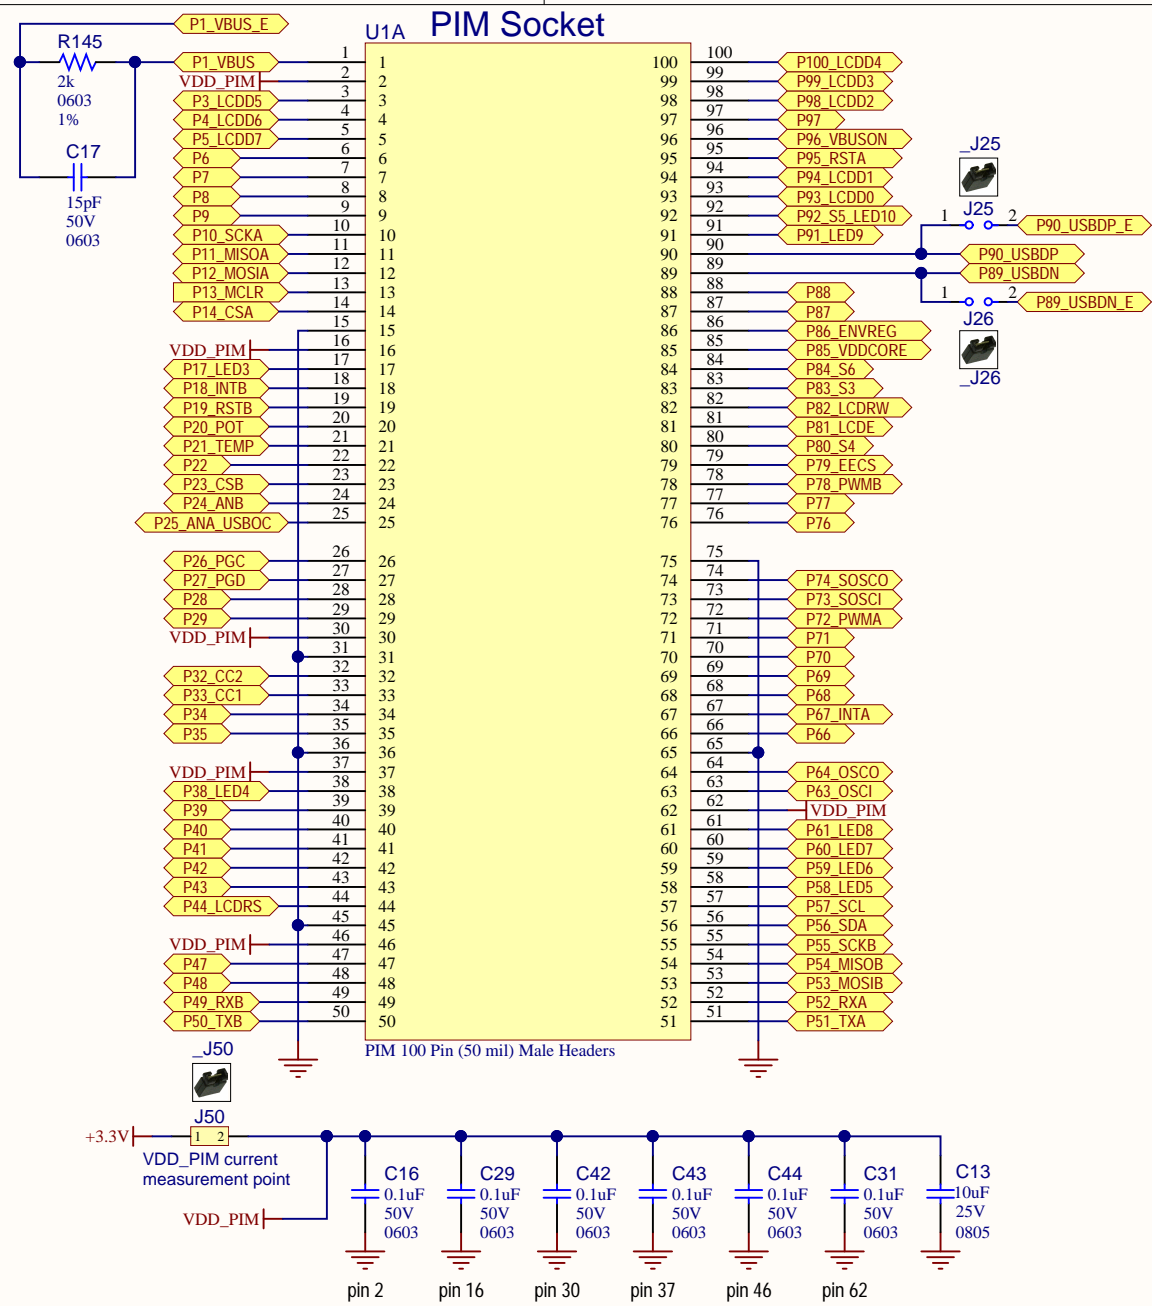 PIM Socket
U1A
P1_VBUS_E
R145
2k
0603
1%
C17
15pF
50V
0603
P1_VBUS 1 1
VDD_PIM 2 2
P3_LCDD5 3 3
P4_LCDD6 4 4
P5_LCDD7 5 5
P6 6 6
P7 7 7
P8 8 8
P9 9 9
P10_SCKA 10 10
P11_MISOA 11 11
P12_MOSIA 12 12
P13_MCLR 13 13
P14_CSA 14 14
15 15
VDD_PIM 16 16
P17_LED3 17 17
P18_INTB 18 18
P19_RSTB 19 19
P20_POT 20 20
P21_TEMP 21 21
P22 22 22
P23_CSB 23 23
P24_ANB 24 24
P25_ANA_USBOC 25 25
P26_PGC 26 26
P27_PGD 27 27
P28 28 28
P29 29 29
VDD_PIM 30 30
31 31
P32_CC2 32 32
P33_CC1 33 33
P34 34 34
P35 35 35
36 36
VDD_PIM 37 37
P38_LED4 38 38
P39 39 39
P40 40 40
P41 41 41
P42 42 42
P43 43 43
P44_LCDRS 44 44
45 45
VDD_PIM 46 46
P47 47 47
P48 48 48
P49_RXB 49 49
P50_TXB 50 50
100 100 P100_LCDD4
99 99 P99_LCDD3
98 98 P98_LCDD2
97 97 P97
96 96 P96_VBUSON
95 95 P95_RSTA
94 94 P94_LCDD1
93 93 P93_LCDD0
92 92 P92_S5_LED10
91 91 P91_LED9
90 90 P90_USBDP
89 89 P89_USBDN
88 88 P88
87 87 P87
86 86 P86_ENVREG
85 85 P85_VDDCORE
84 84 P84_S6
83 83 P83_S3
82 82 P82_LCDRW
81 81 P81_LCDE
80 80 P80_S4
79 79 P79_EECS
78 78 P78_PWMB
77 77 P77
76 76 P76
75 75
74 74 P74_SOSCO
73 73 P73_SOSCI
72 72 P72_PWMA
71 71 P71
70 70 P70
69 69 P69
68 68 P68
67 67 P67_INTA
66 66 P66
65 65
64 64 P64_OSCO
63 63 P63_OSCI
62 62 VDD_PIM
61 61 P61_LED8
60 60 P60_LED7
59 59 P59_LED6
58 58 P58_LED5
57 57 P57_SCL
56 56 P56_SDA
55 55 P55_SCKB
54 54 P54_MISOB
53 53 P53_MOSIB
52 52 P52_RXA
51 51 P51_TXA
_J25
J25
1 2 P90_USBDP_E
1 2 P89_USBDN_E
J26
_J26
PIM 100 Pin (50 mil) Male Headers
_J50
J50
+3.3V 1 2
VDD_PIM current
measurement point
VDD_PIM
C16
0.1uF
50V
0603
pin 2
C29
0.1uF
50V
0603
pin 16
C42
0.1uF
50V
0603
pin 30
C43
0.1uF
50V
0603
pin 37
C44
0.1uF
50V
0603
pin 46
C31
0.1uF
50V
0603
pin 62
C13
10uF
25V
0805